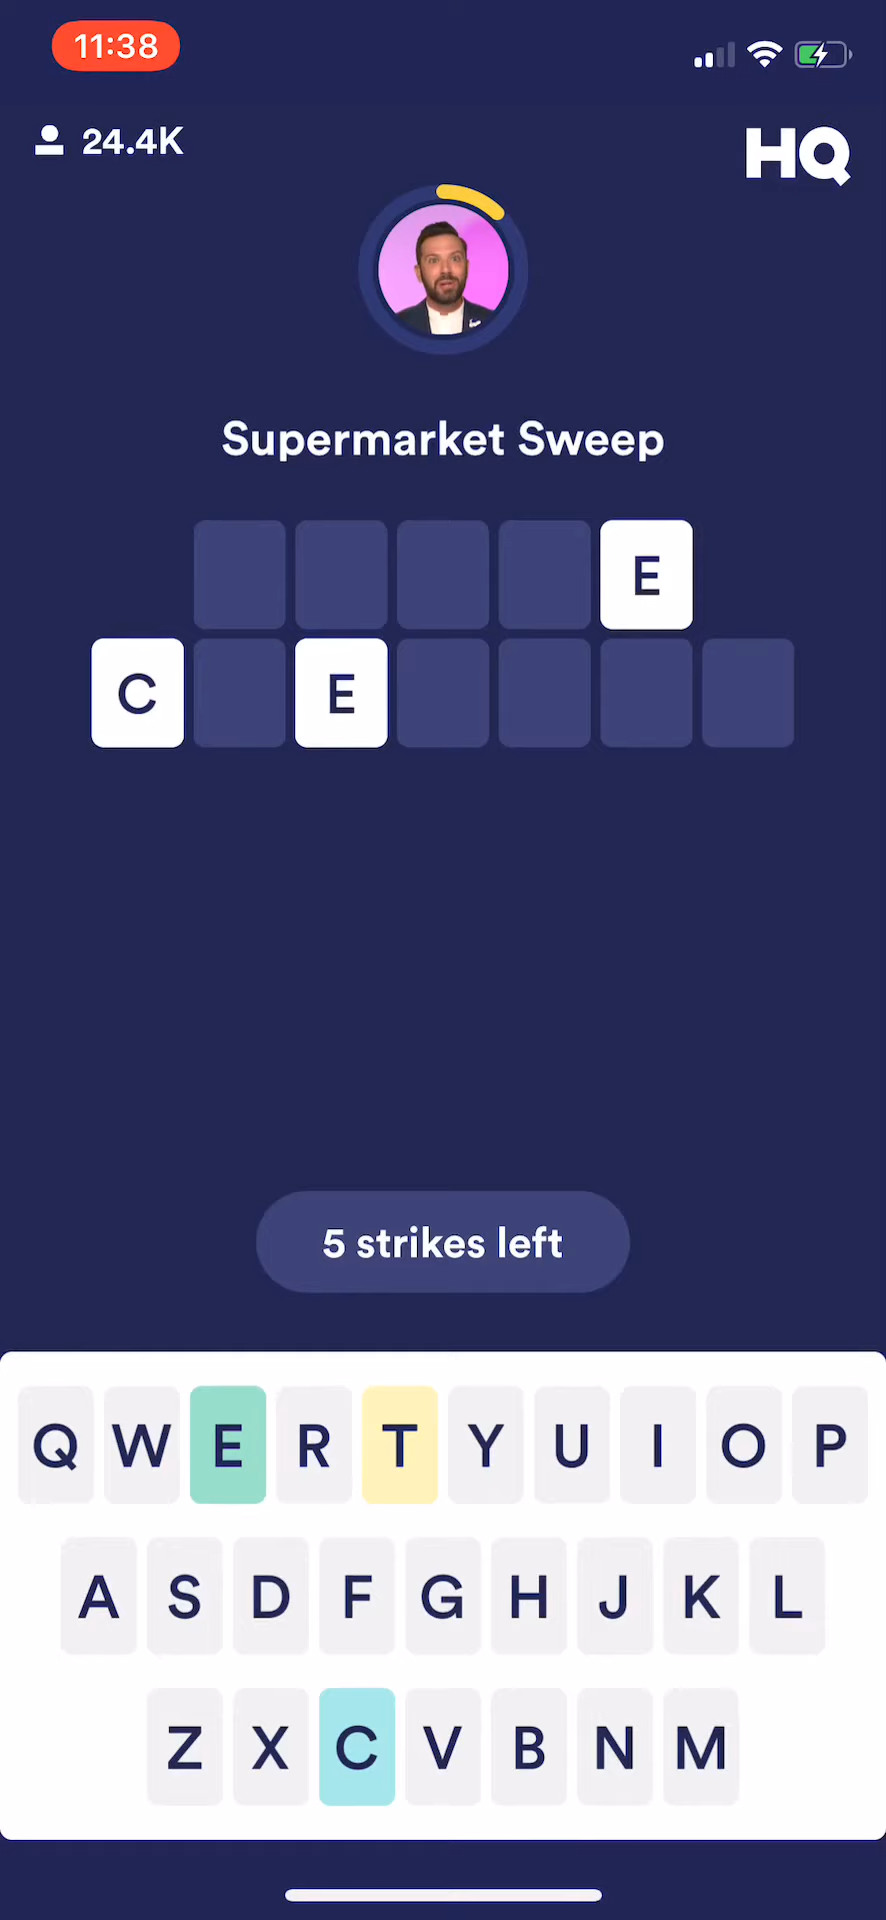 11:38
24.4K
HQ
Supermarket Sweep
E
C E
5 strikes left
Q W E R T Y U I O P
A S D F G H J K L
Z X C V B N M